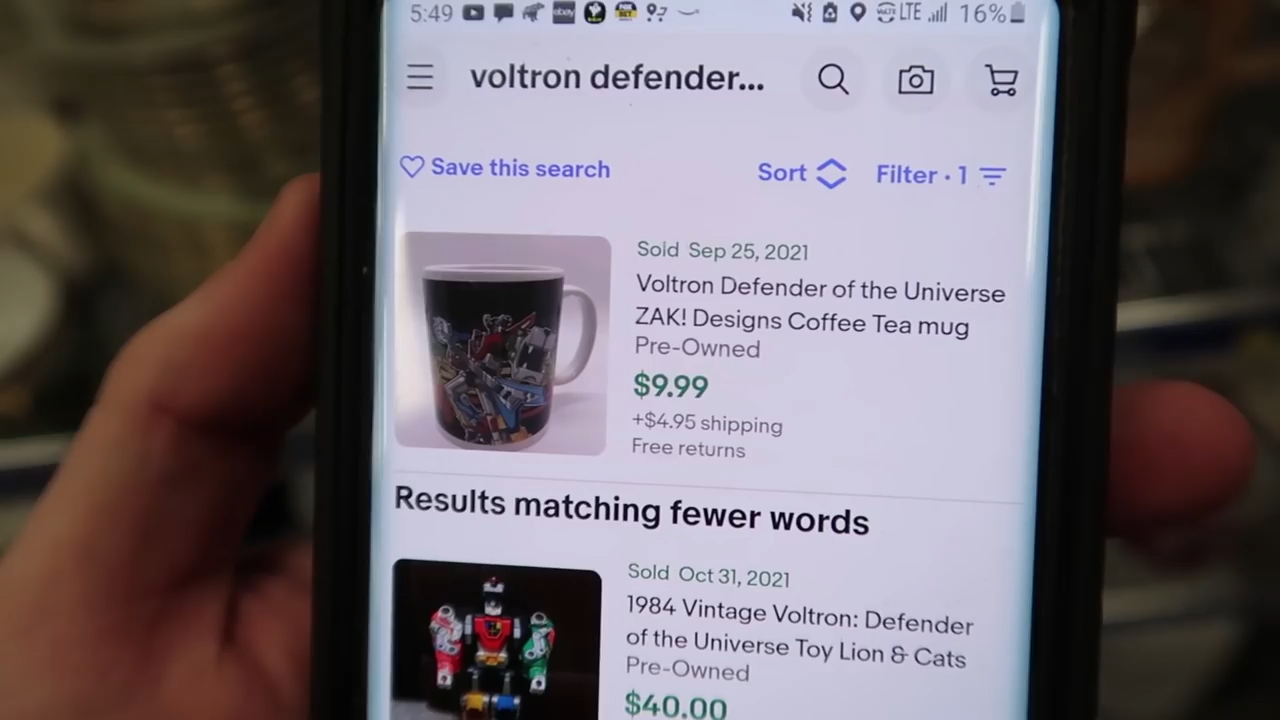 5:49 LTE 16%
voltron defender...
Save this search
Sort
Filter · 1
Sold Sep 25, 2021
Voltron Defender of the Universe
ZAK! Designs Coffee Tea mug
Pre-Owned
$9.99
+$4.95 shipping
Free returns
Results matching fewer words
Sold Oct 31, 2021
1984 Vintage Voltron: Defender
of the Universe Toy Lion & Cats
Pre-Owned
$40.00